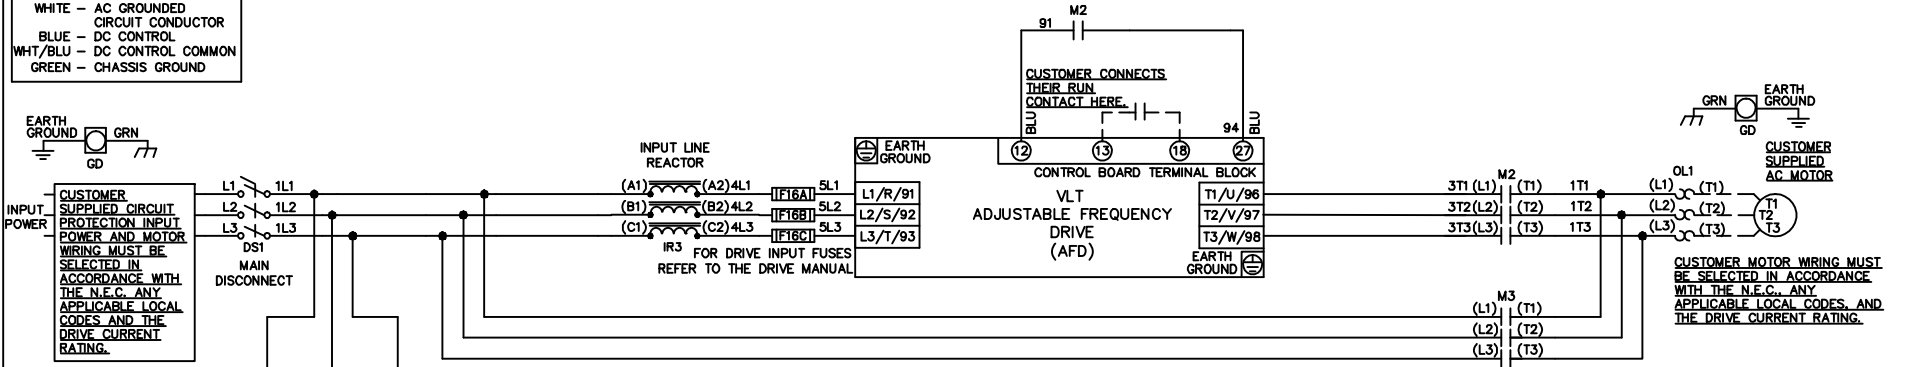 WHITE – AC GROUNDED
CIRCUIT CONDUCTOR
BLUE – DC CONTROL
WHT/BLU – DC CONTROL COMMON
GREEN – CHASSIS GROUND
EARTH
GROUND
GRN
GD
INPUT
POWER
CUSTOMER
SUPPLIED CIRCUIT
PROTECTION INPUT
POWER AND MOTOR
WIRING MUST BE
SELECTED IN
ACCORDANCE WITH
THE N.E.C. ANY
APPLICABLE LOCAL
CODES AND THE
DRIVE CURRENT
RATING.
L1 1L1
L2 1L2
L3 1L3
DS1
MAIN
DISCONNECT
INPUT LINE
REACTOR
(A1) (A2) 4L1 F16A 5L1
(B1) (B2) 4L2 F16B 5L2
(C1) (C2) 4L3 F16C 5L3
IR3
FOR DRIVE INPUT FUSES
REFER TO THE DRIVE MANUAL
M2
91
CUSTOMER CONNECTS
THEIR RUN
CONTACT HERE.
BLU
94
BLU
12 13 18 27
CONTROL BOARD TERMINAL BLOCK
EARTH
GROUND
L1/R/91
L2/S/92
L3/T/93
VLT
ADJUSTABLE FREQUENCY
DRIVE
(AFD)
T1/U/96
T2/V/97
T3/W/98
EARTH
GROUND
M2
3T1 (L1) (T1) 1T1
3T2(L2) (T2) 1T2
3T3(L3) (T3) 1T3
M3
(L1) (T1)
(L2) (T2)
(L3) (T3)
GRN
EARTH
GROUND
GD
CUSTOMER
SUPPLIED
AC MOTOR
OL1
(L1) (T1)
(L2) (T2)
(L3) (T3)
T1
T2
T3
CUSTOMER MOTOR WIRING MUST
BE SELECTED IN ACCORDANCE
WITH THE N.E.C., ANY
APPLICABLE LOCAL CODES, AND
THE DRIVE CURRENT RATING.